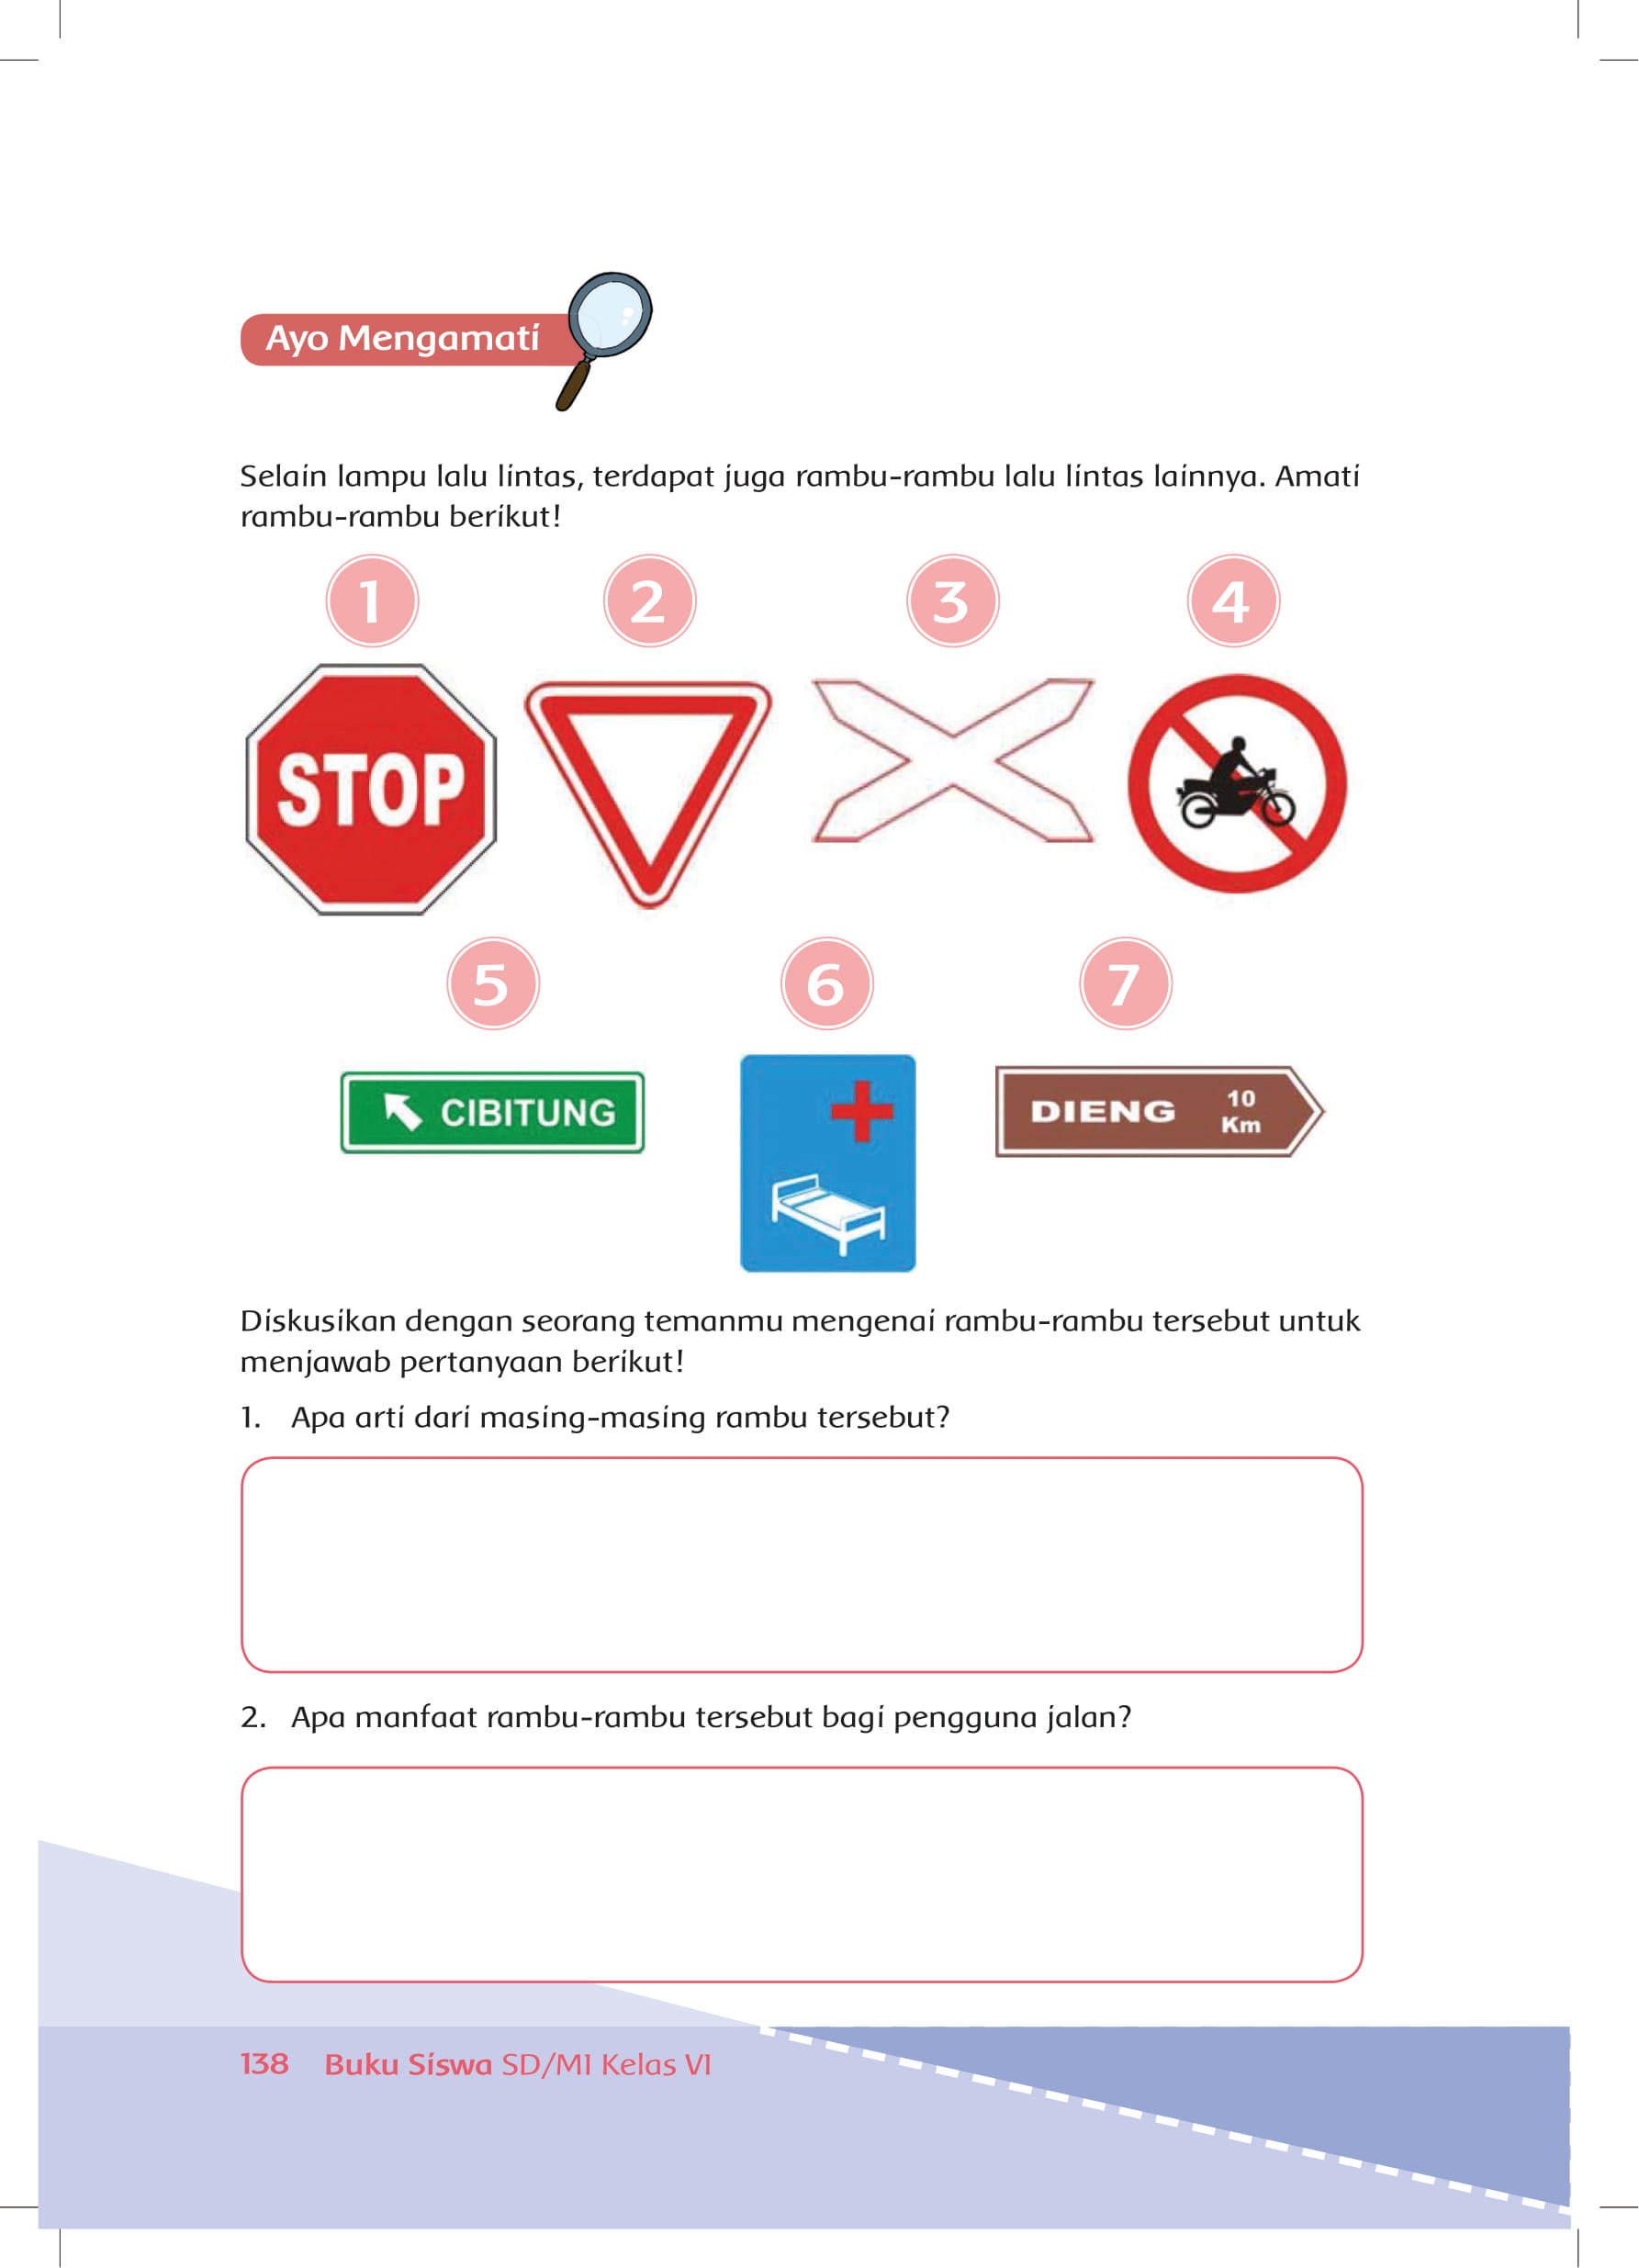 Ayo Mengamati
Selain lampu lalu lintas, terdapat juga rambu-rambu lalu lintas lainnya. Amati
rambu-rambu berikut!
1 2 3 4
STOP
5 6 7
CIBITUNG
DIENG 10 Km
Diskusikan dengan seorang temanmu mengenai rambu-rambu tersebut untuk
menjawab pertanyaan berikut!
1. Apa arti dari masing-masing rambu tersebut?
2. Apa manfaat rambu-rambu tersebut bagi pengguna jalan?
138 Buku Siswa SD/MI Kelas VI